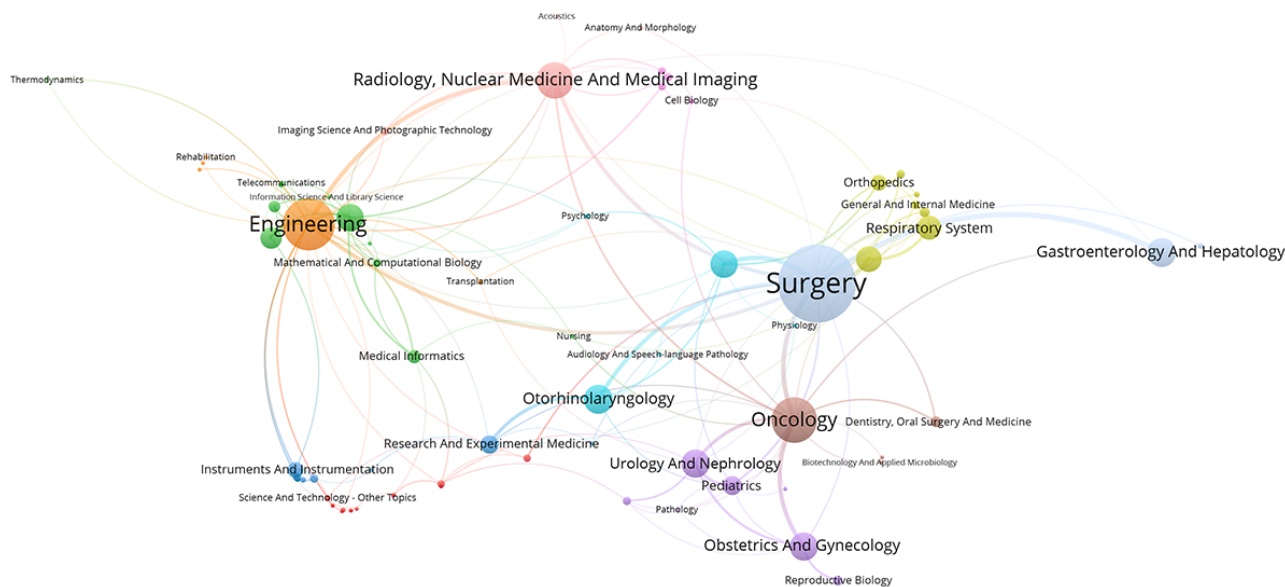 Acoustics
Anatomy And Morphology
Thermodynamics
Radiology, Nuclear Medicine And Medical Imaging
Cell Biology
Imaging Science And Photographic Technology
Rehabilitation
Telecommunications
Orthopedics
Information Science And Library Science
General And Internal Medicine
Psychology
Engineering
Respiratory System
Gastroenterology And Hepatology
Mathematical And Computational Biology
Transplantation
Surgery
Physiology
Nursing
Medical Informatics
Audiology And Speech-language Pathology
Otorhinolaryngology
Oncology
Dentistry, Oral Surgery And Medicine
Research And Experimental Medicine
Urology And Nephrology
Biotechnology And Applied Microbiology
Instruments And Instrumentation
Pediatrics
Science And Technology - Other Topics
Pathology
Obstetrics And Gynecology
Reproductive Biology